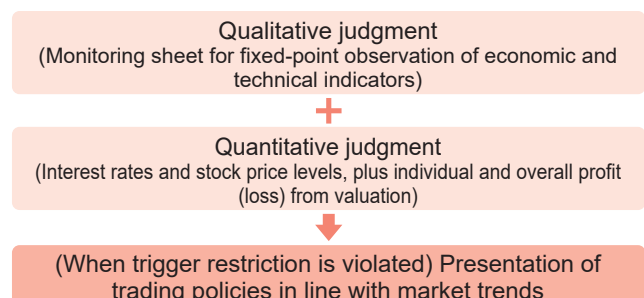 Qualitative judgment
(Monitoring sheet for fixed-point observation of economic and
technical indicators)
+
Quantitative judgment
(Interest rates and stock price levels, plus individual and overall profit
(loss) from valuation)
(When trigger restriction is violated) Presentation of
trading policies in line with market trends